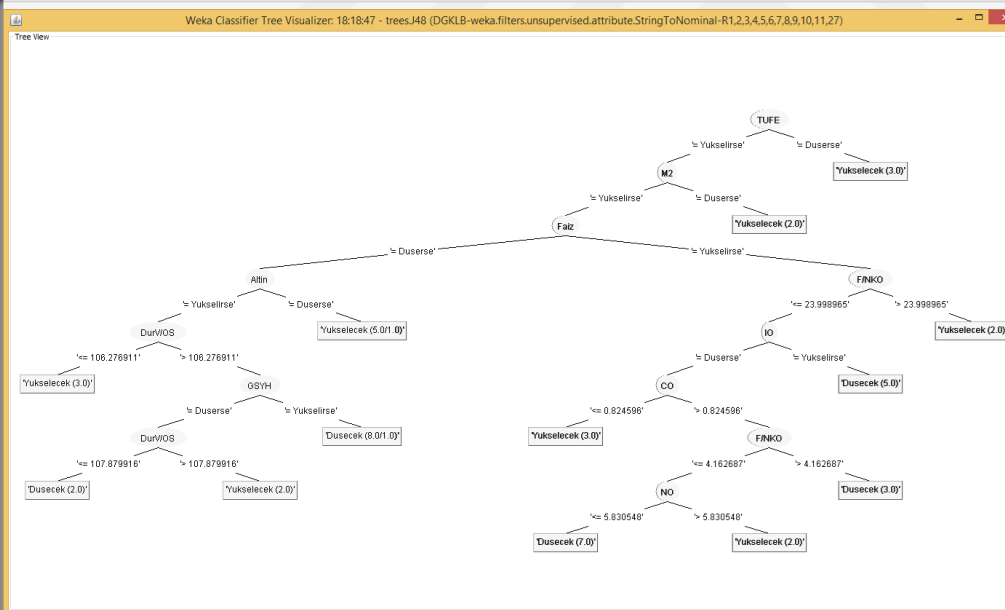 Weka Classifier Tree Visualizer: 18:18:47 - trees.J48 (DGKLB-weka.filters.unsupervised.attribute.StringToNominal-R1,2,3,4,5,6,7,8,9,10,11,27)
Tree View
TUFE
'= Yukselirse' '= Duserse'
M2 'Yukselecek (3.0)'
'= Yukselirse' '= Duserse'
Faiz 'Yukselecek (2.0)'
'= Duserse' '= Yukselirse'
Altin F/NKO
'= Yukselirse' '= Duserse' '<= 23.998965' '> 23.998965'
DurV/OS 'Yukselecek (5.0/1.0)' IO 'Yukselecek (2.0)
'<= 106.276911' '> 106.276911' '= Duserse' '= Yukselirse'
'Yukselecek (3.0)' GSYH CO 'Dusecek (5.0)'
'= Duserse' '= Yukselirse' '<= 0.824596' '> 0.824596'
DurV/OS 'Dusecek (8.0/1.0)' 'Yukselecek (3.0)' F/NKO
'<= 107.879916' '> 107.879916' '<= 4.162687' '> 4.162687'
'Dusecek (2.0)' 'Yukselecek (2.0)' NO 'Dusecek (3.0)'
'<= 5.830548' '> 5.830548'
'Dusecek (7.0)' 'Yukselecek (2.0)'